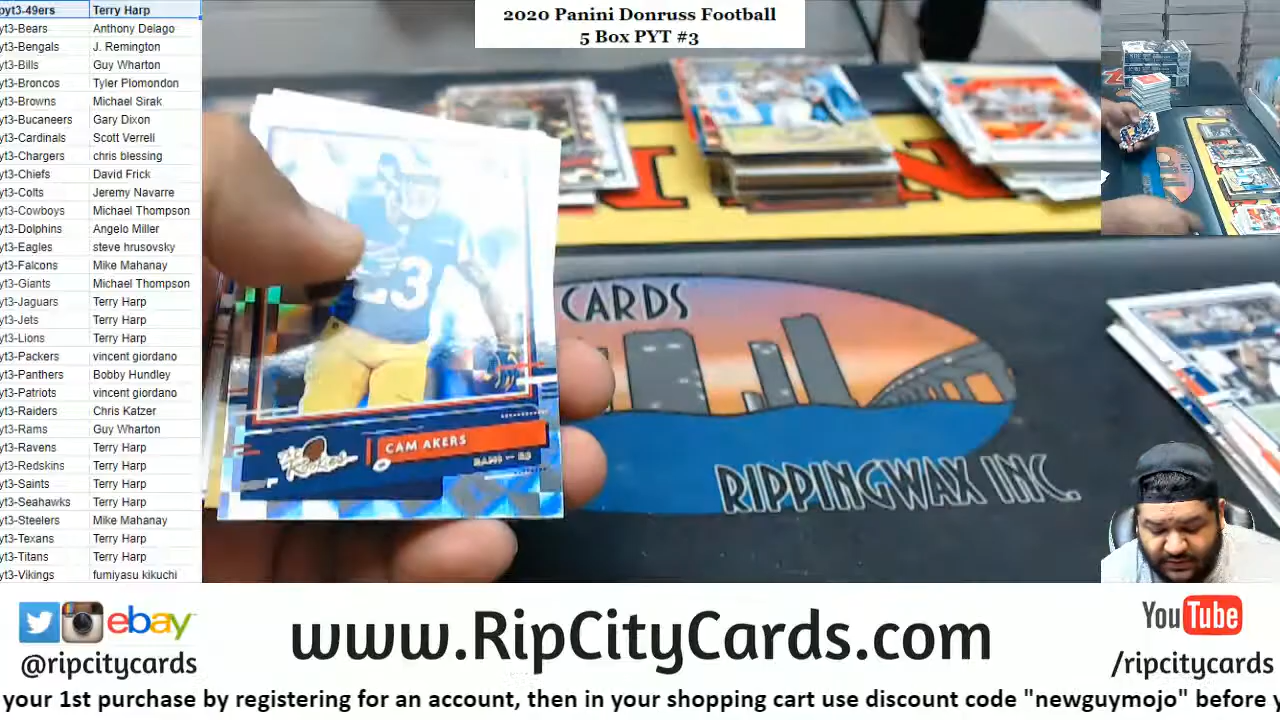 2020 Panini Donruss Football
5 Box PYT #3
pyt3-49ers Terry Harp
yt3-Bears Anthony Delago
yt3-Bengals J. Remington
yt3-Bills Guy Wharton
yt3-Broncos Tyler Plomondon
yt3-Browns Michael Sirak
yt3-Bucaneers Gary Dixon
yt3-Cardinals Scott Verrell
yt3-Chargers chris blessing
yt3-Chiefs David Frick
yt3-Colts Jeremy Navarre
yt3-Cowboys Michael Thompson
yt3-Dolphins Angelo Miller
yt3-Eagles steve hrusovsky
yt3-Falcons Mike Mahanay
yt3-Giants Michael Thompson
yt3-Jaguars Terry Harp
yt3-Jets Terry Harp
yt3-Lions Terry Harp
yt3-Packers vincent giordano
yt3-Panthers Bobby Hundley
yt3-Patriots vincent giordano
yt3-Raiders Chris Katzer
yt3-Rams Guy Wharton
yt3-Ravens Terry Harp
yt3-Redskins Terry Harp
yt3-Saints Terry Harp
yt3-Seahawks Terry Harp
yt3-Steelers Mike Mahanay
yt3-Texans Terry Harp
yt3-Titans Terry Harp
yt3-Vikings fumiyasu kikuchi
23
The Rookies
CAM AKERS
RAMS — RB
CARDS
RIPPINGWAX INC.
ebay
@ripcitycards
www.RipCityCards.com
YouTube
/ripcitycards
your 1st purchase by registering for an account, then in your shopping cart use discount code "newguymojo" before y